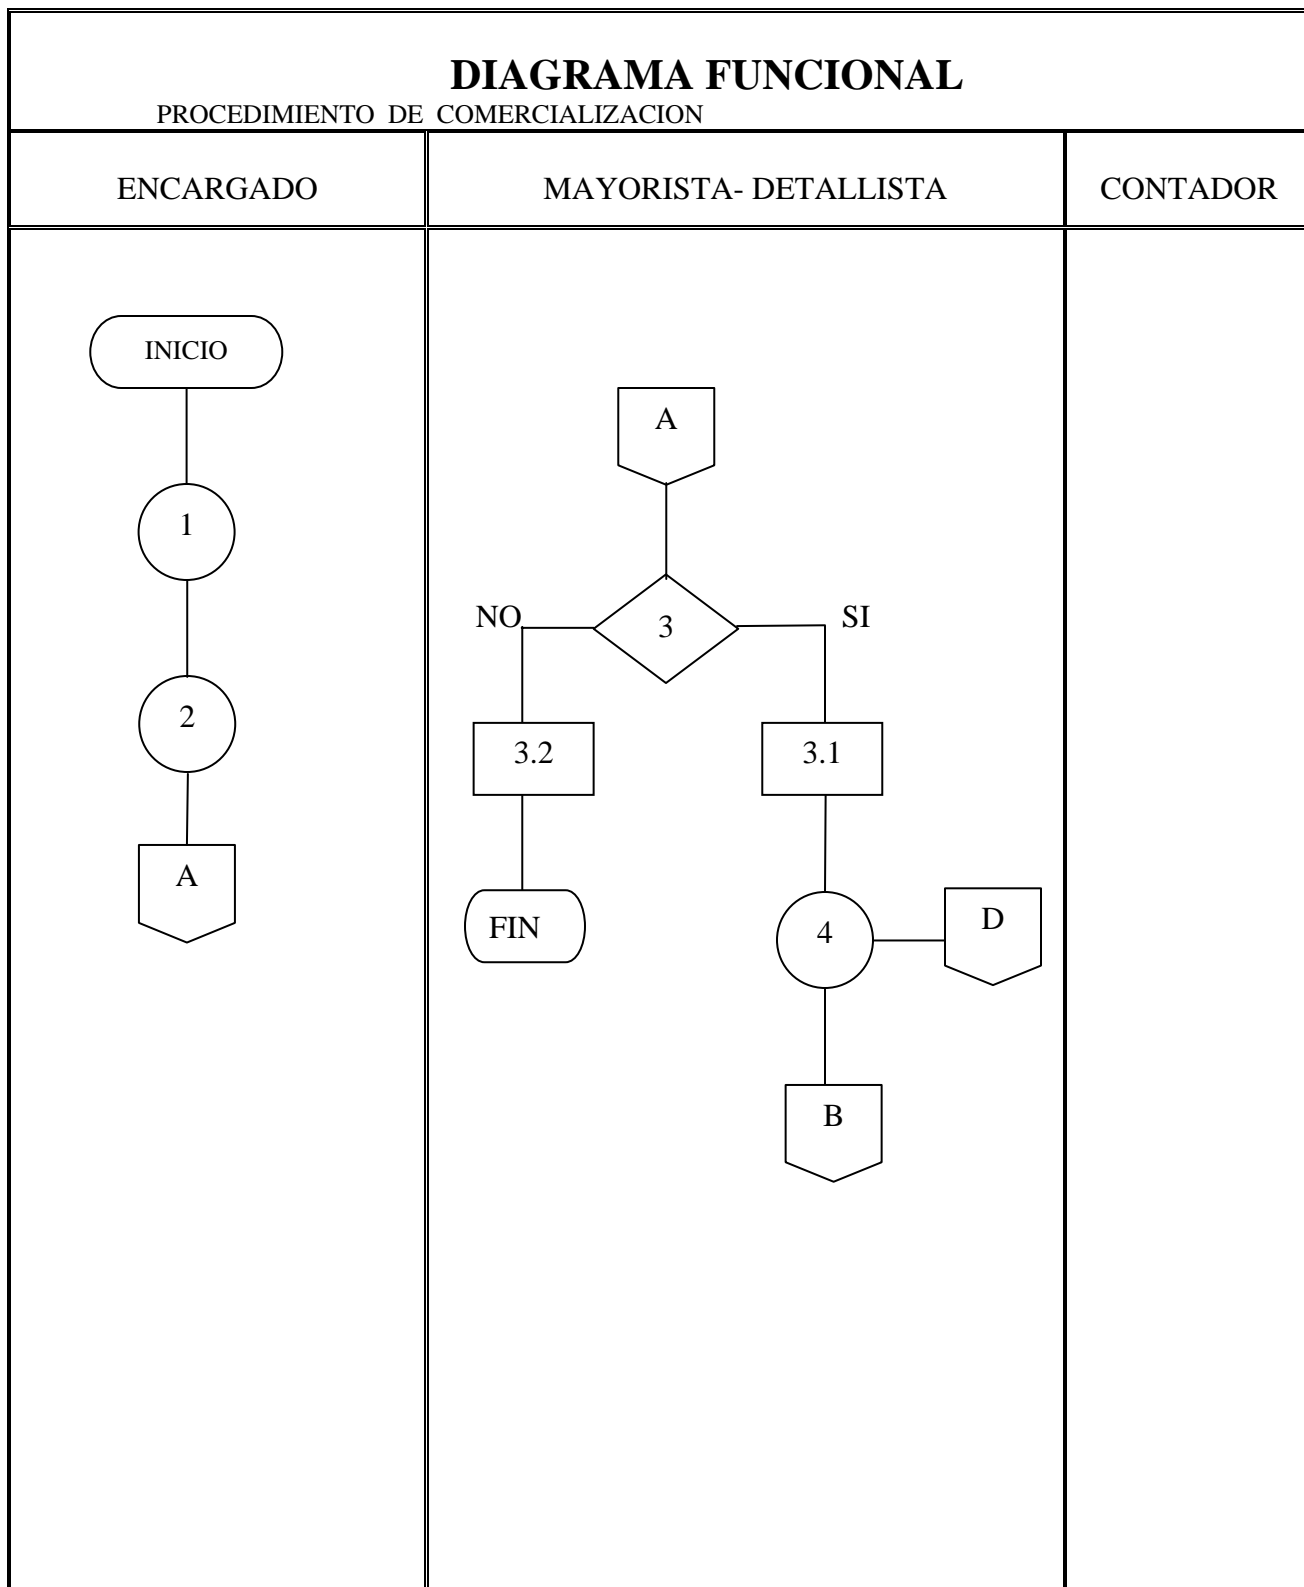 DIAGRAMA FUNCIONAL
PROCEDIMIENTO DE COMERCIALIZACION
ENCARGADO
MAYORISTA- DETALLISTA
CONTADOR
INICIO
1
2
A
A
3
NO
SI
3.2
3.1
FIN
4
D
B